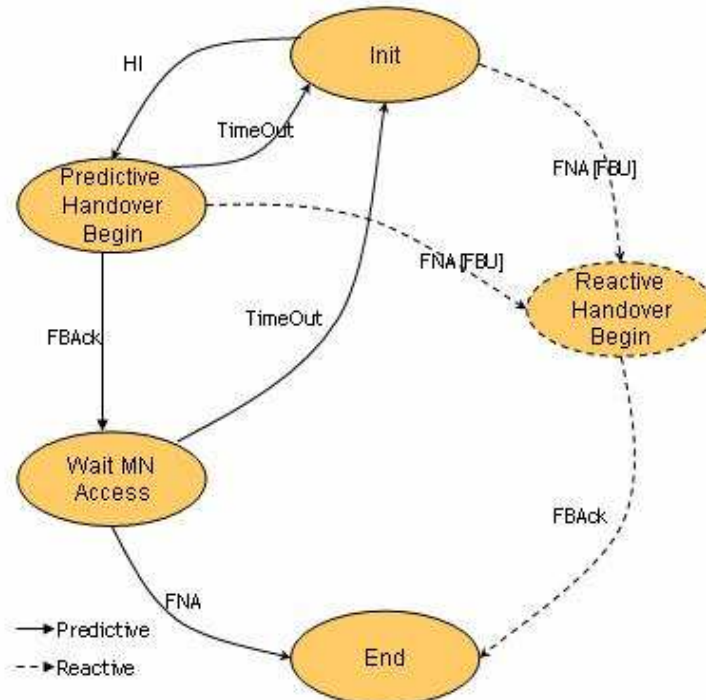 Init
HI
TimeOut
FNA[FBU]
Predictive
Handover
Begin
FNA[FBU]
Reactive
Handover
Begin
TimeOut
FBAck
Wait MN
Access
FBAck
FNA
Predictive
End
Reactive